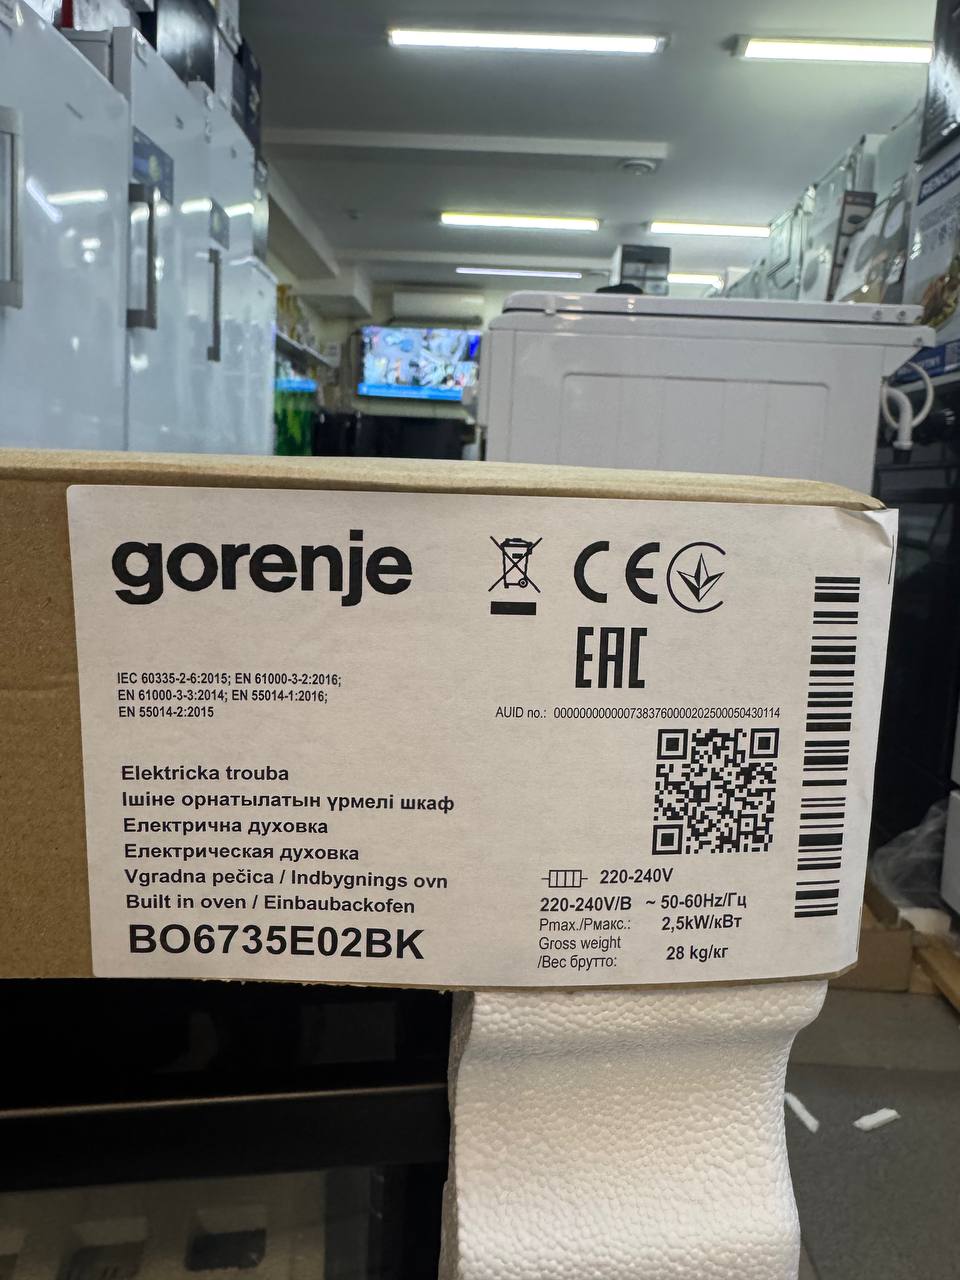 gorenje
CE
EAC
IEC 60335-2-6:2015; EN 61000-3-2:2016;
EN 61000-3-3:2014; EN 55014-1:2016;
EN 55014-2:2015
AUID no.: 0000000000007383760000202500050430114
Elektricka trouba
Ішіне орнатылатын үрмелі шкаф
Електрична духовка
Електрическая духовка
Vgradna pečica / Indbygnings ovn
Built in oven / Einbaubackofen
BO6735E02BK
220-240V
220-240V/В ~ 50-60Hz/Гц
Pmax./Рмакс.: 2,5kW/кВт
Gross weight
/Вес брутто: 28 kg/кг